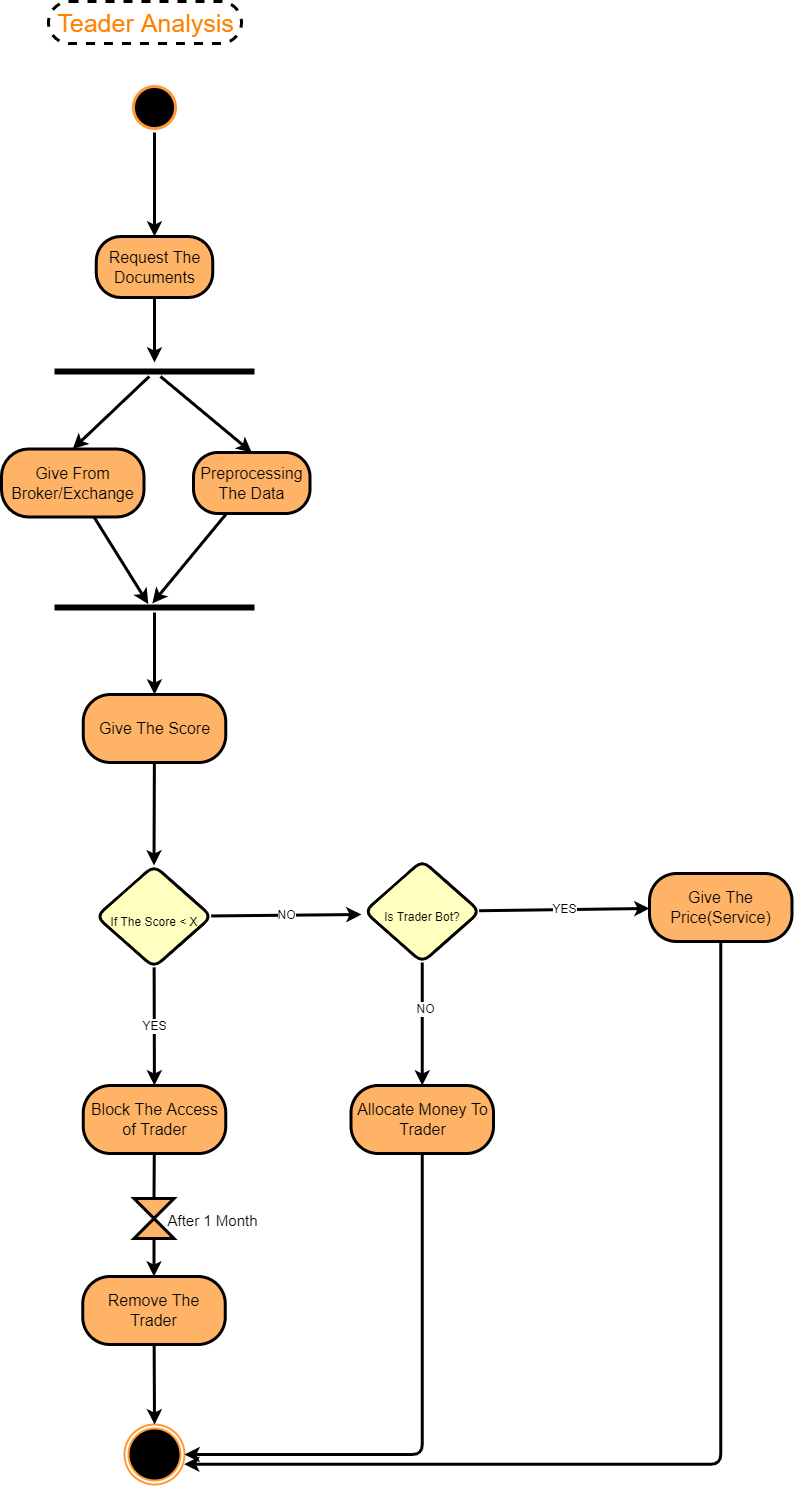 Teader Analysis
Request The
Documents
Give From
Broker/Exchange
Preprocessing
The Data
Give The Score
If The Score < X
NO
Is Trader Bot?
YES
Give The
Price(Service)
YES
NO
Block The Access
of Trader
Allocate Money To
Trader
After 1 Month
Remove The
Trader